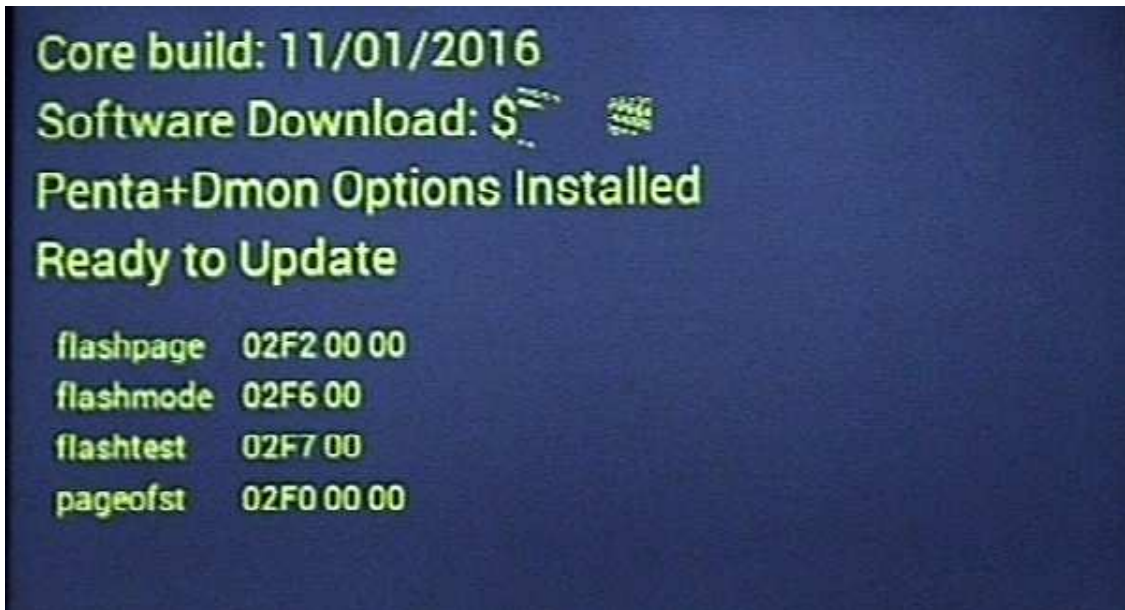 Core build: 11/01/2016
Software Download: $
Penta+Dmon Options Installed
Ready to Update
flashpage 02F2 00 00
flashmode 02F6 00
flashtest 02F7 00
pageofst 02F0 00 00